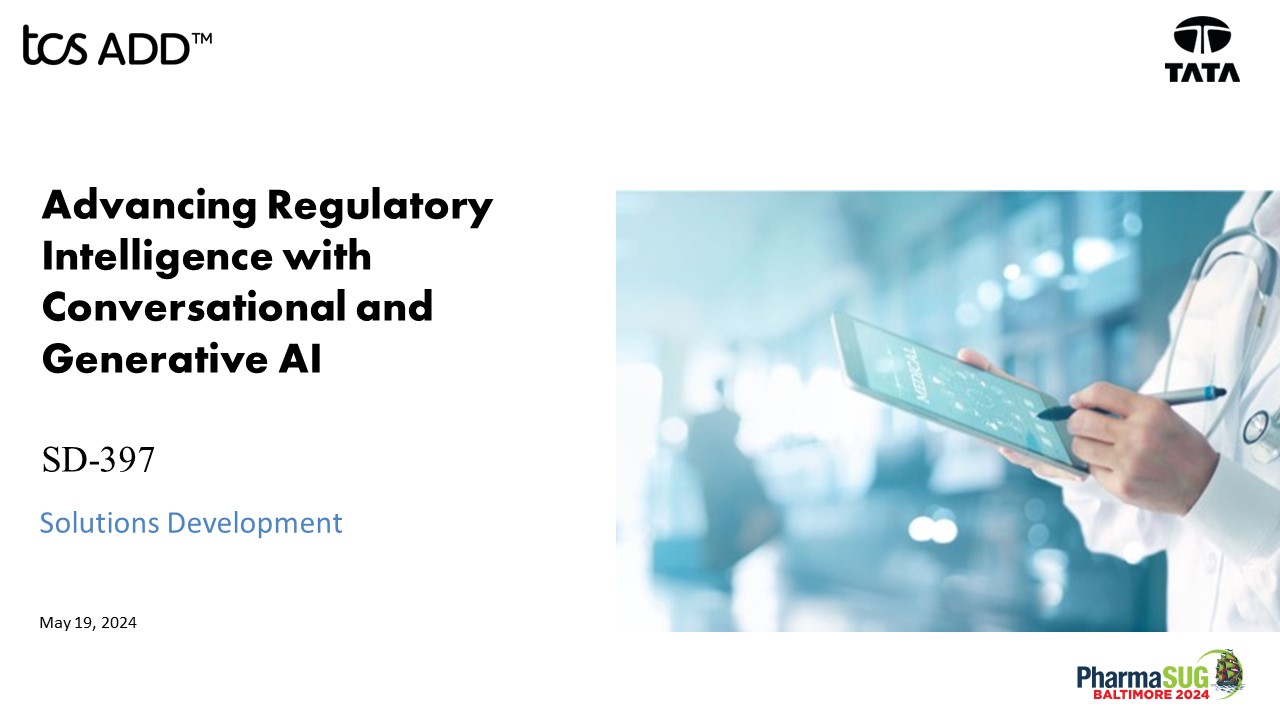 tcs ADD™
TATA
Advancing Regulatory
Intelligence with
Conversational and
Generative AI
MEDICAL
SD-397
Solutions Development
May 19, 2024
PharmaSUG
BALTIMORE 2024